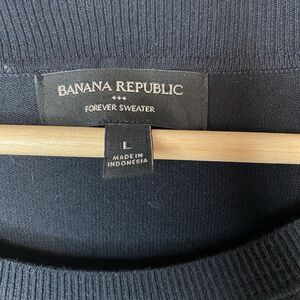 BANANA REPUBLIC
FOREVER SWEATER
L
MADE IN
INDONESIA